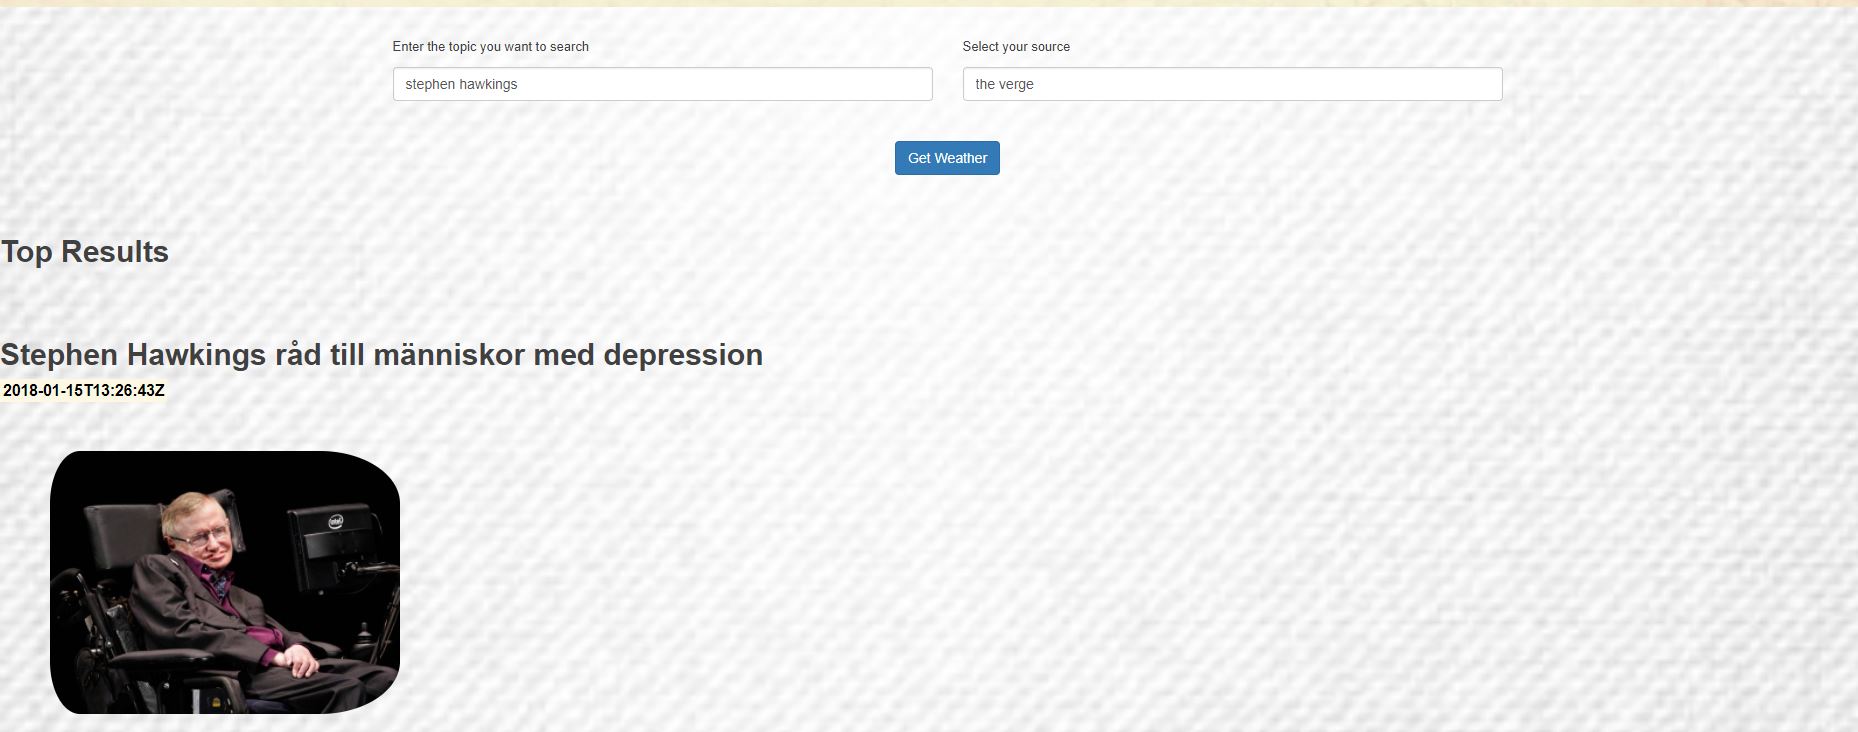 Enter the topic you want to search
Select your source
stephen hawkings
the verge
Get Weather
Top Results
Stephen Hawkings råd till människor med depression
2018-01-15T13:26:43Z
intel